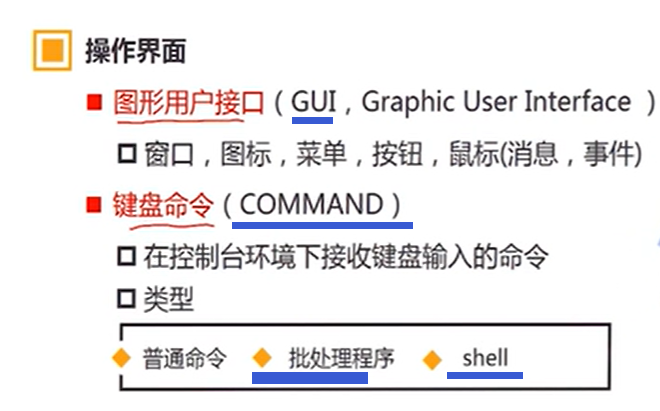 操作界面
图形用户接口（GUI，Graphic User Interface ）
窗口，图标，菜单，按钮，鼠标(消息，事件)
键盘命令（COMMAND）
在控制台环境下接收键盘输入的命令
类型
普通命令 批处理程序 shell